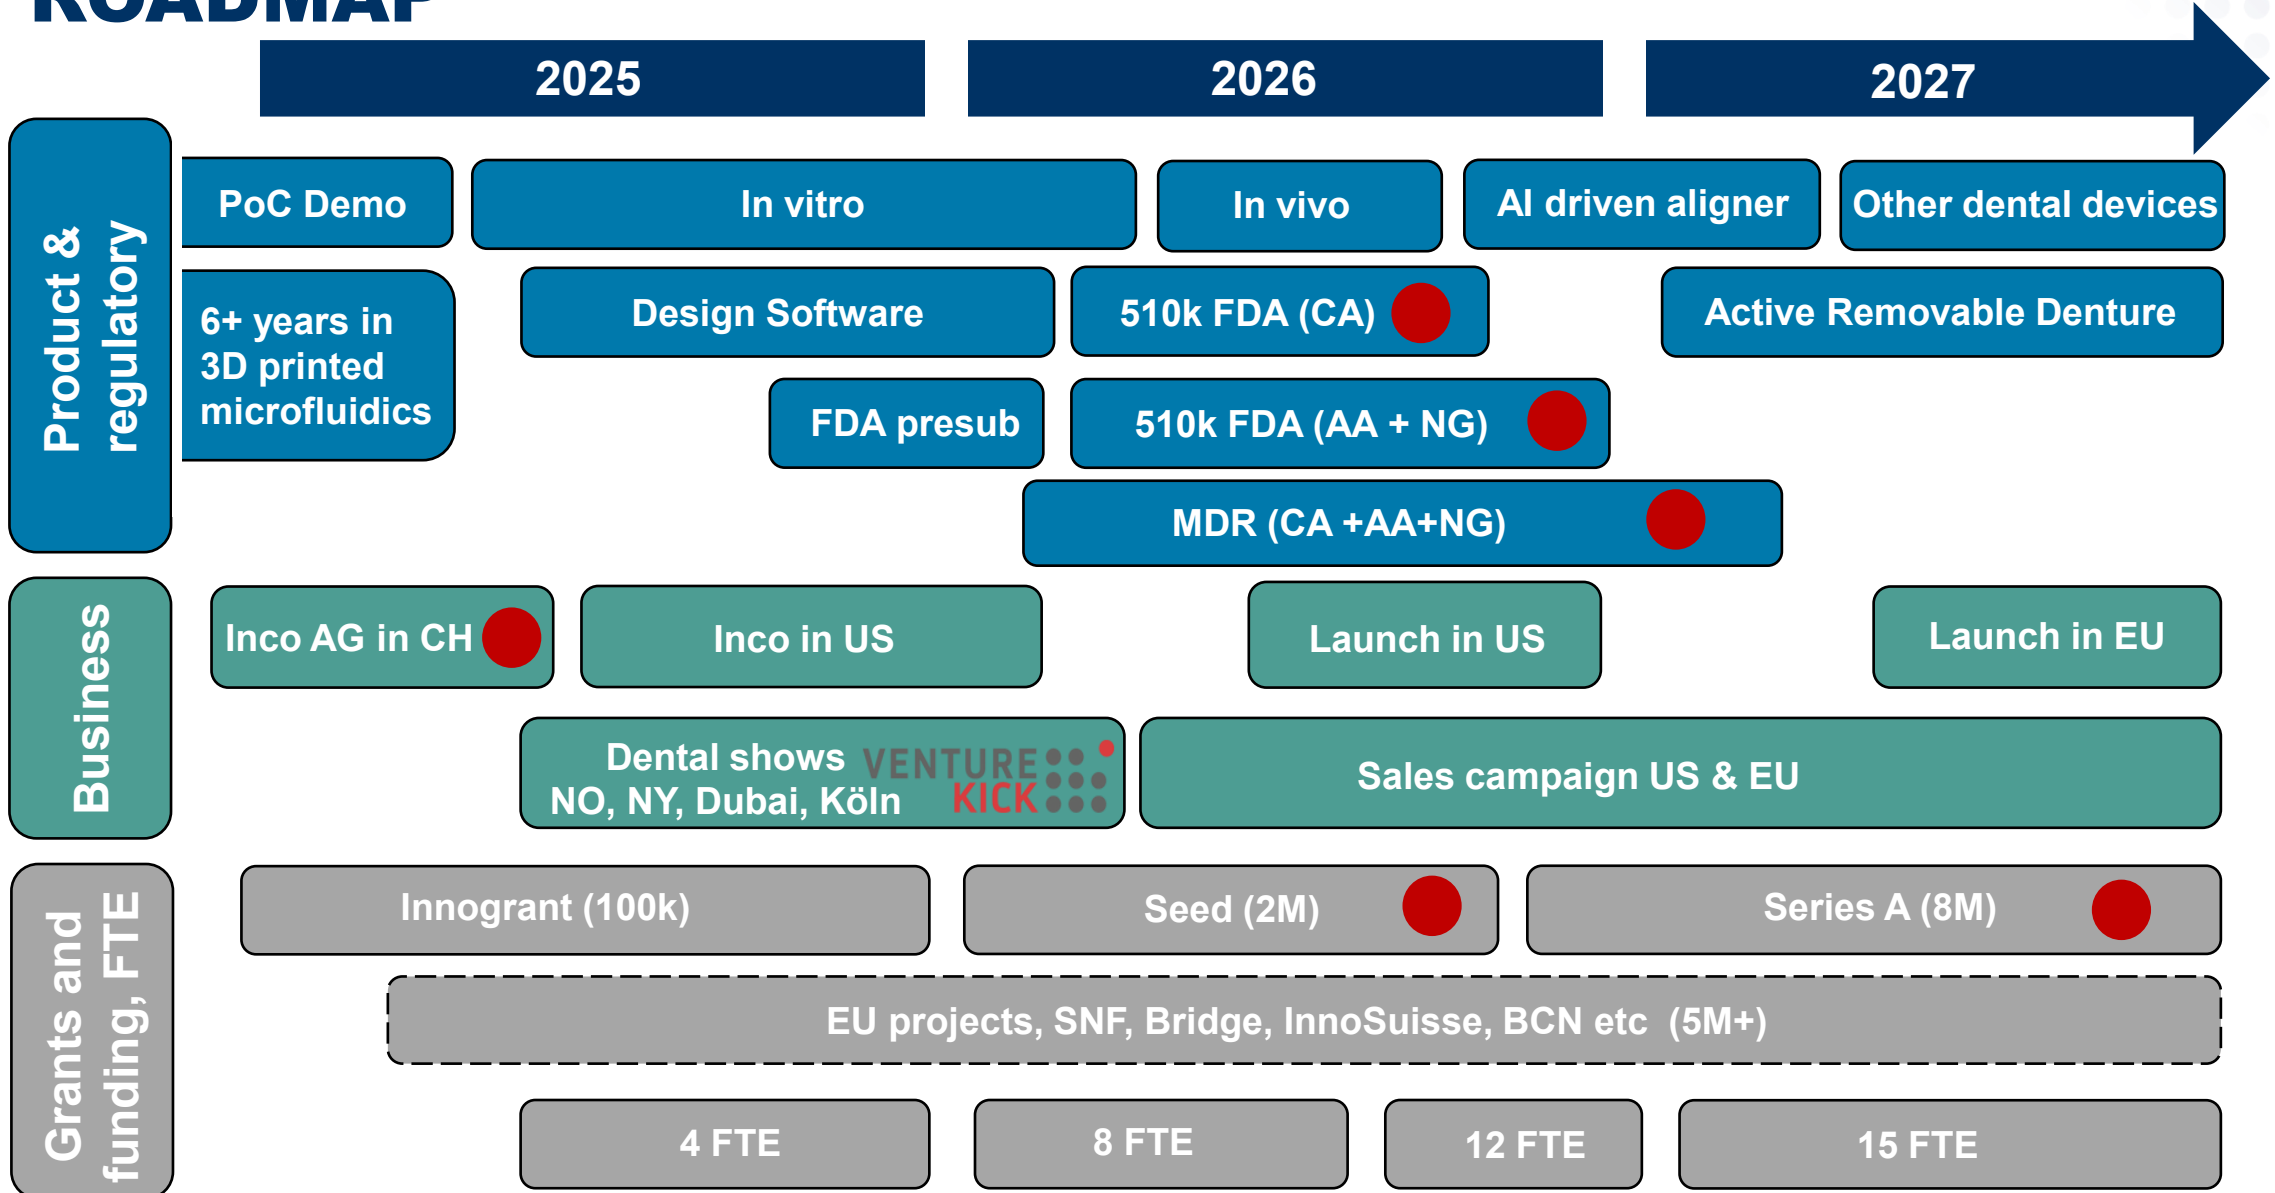 ROADMAP
2025
2026
2027
Product &
regulatory
PoC Demo
In vitro
In vivo
AI driven aligner
Other dental devices
6+ years in
3D printed
microfluidics
Design Software
510k FDA (CA)
Active Removable Denture
FDA presub
510k FDA (AA + NG)
MDR (CA +AA+NG)
Business
Inco AG in CH
Inco in US
Launch in US
Launch in EU
Dental shows
NO, NY, Dubai, Köln
VENTURE
KICK
Sales campaign US & EU
Grants and
funding, FTE
Innogrant (100k)
Seed (2M)
Series A (8M)
EU projects, SNF, Bridge, InnoSuisse, BCN etc (5M+)
4 FTE
8 FTE
12 FTE
15 FTE